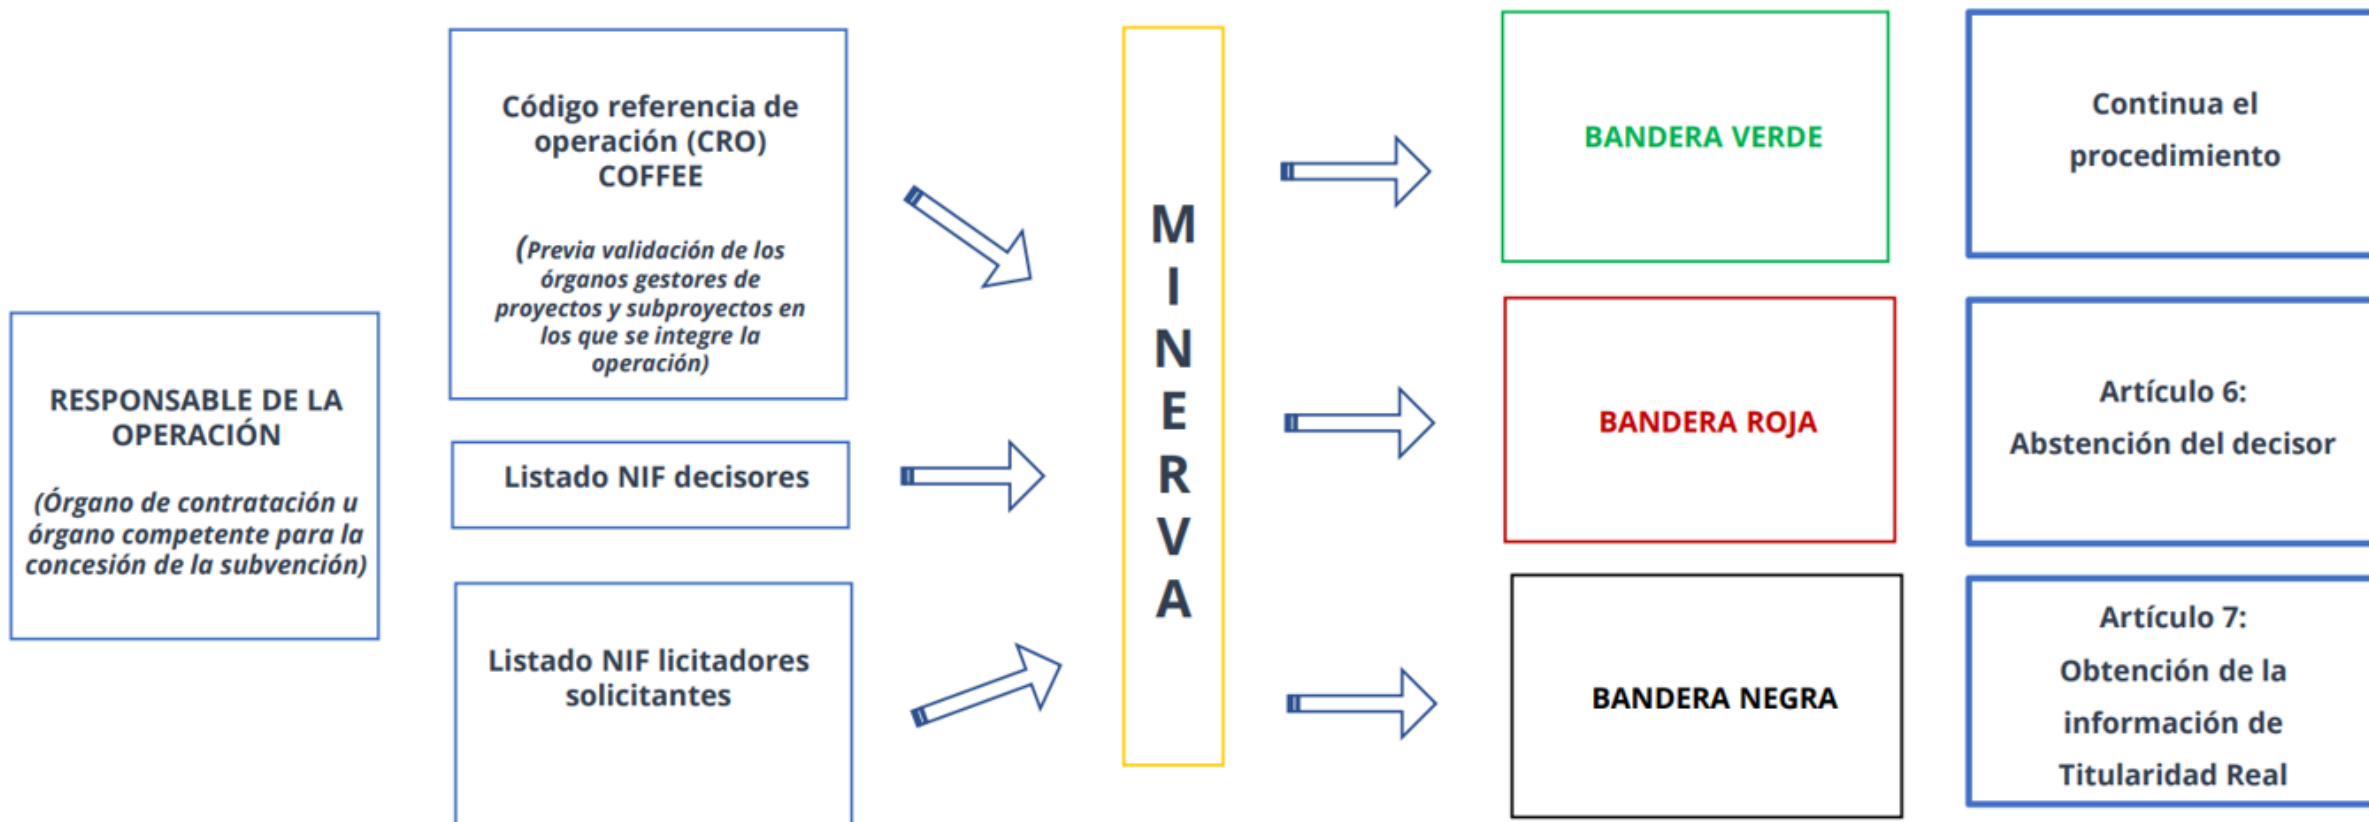 RESPONSABLE DE LA
OPERACIÓN
(Órgano de contratación u
órgano competente para la
concesión de la subvención)
Código referencia de
operación (CRO)
COFFEE
(Previa validación de los
órganos gestores de
proyectos y subproyectos en
los que se integre la
operación)
Listado NIF decisores
Listado NIF licitadores
solicitantes
M
I
N
E
R
V
A
BANDERA VERDE
Continua el
procedimiento
BANDERA ROJA
Artículo 6:
Abstención del decisor
BANDERA NEGRA
Artículo 7:
Obtención de la
información de
Titularidad Real